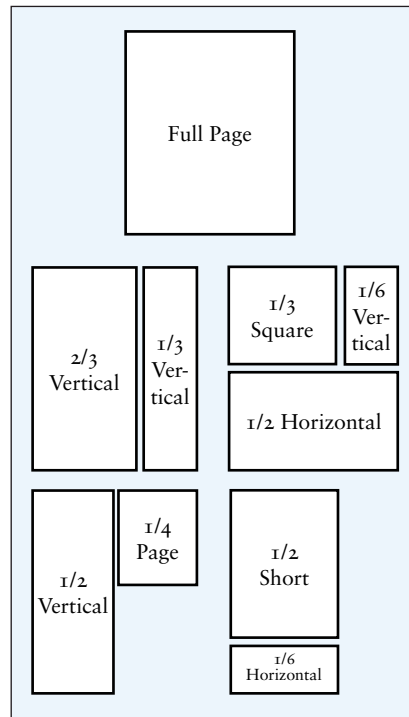 Full Page
2/3
Vertical
1/3
Ver-
tical
1/3
Square
1/6
Ver-
tical
1/2 Horizontal
1/2
Vertical
1/4
Page
1/2
Short
1/6
Horizontal